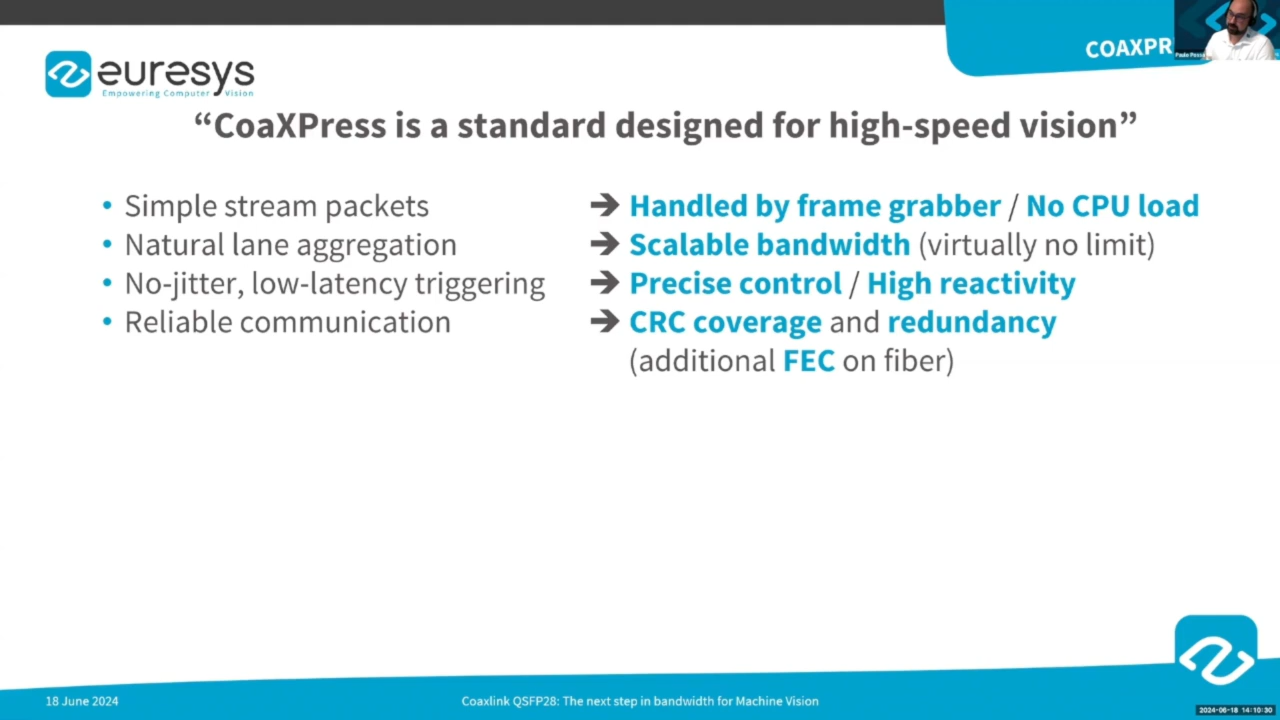 COAXPR
euresys
Empowering Computer Vision
“CoaXPress is a standard designed for high-speed vision”
• Simple stream packets ➔ Handled by frame grabber / No CPU load
• Natural lane aggregation ➔ Scalable bandwidth (virtually no limit)
• No-jitter, low-latency triggering ➔ Precise control / High reactivity
• Reliable communication ➔ CRC coverage and redundancy
(additional FEC on fiber)
18 June 2024
Coaxlink QSFP28: The next step in bandwidth for Machine Vision
2024-06-18 14:10:30